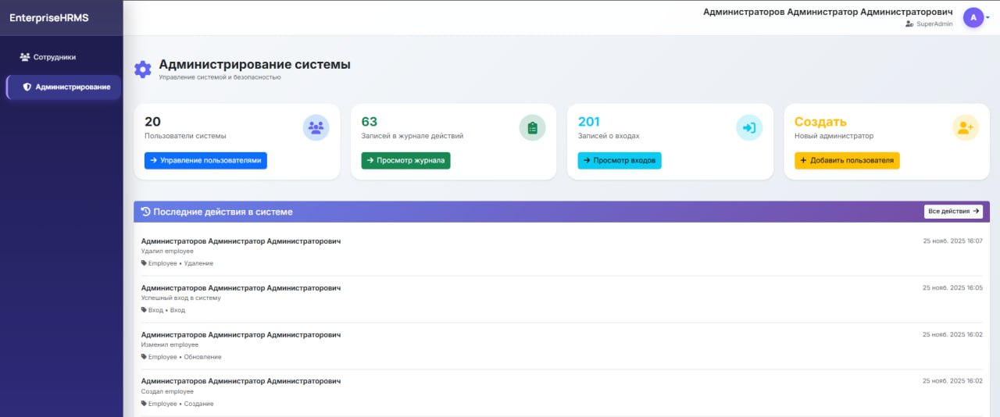 EnterpriseHRMS
Администраторов Администратор Администраторович
SuperAdmin
A
Сотрудники
Администрирование
Администрирование системы
Управление системой и безопасностью
20
Пользователи системы
Управление пользователями
63
Записей в журнале действий
Просмотр журнала
201
Записей о входах
Просмотр входов
Создать
Новый администратор
Добавить пользователя
Последние действия в системе
Все действия
Администраторов Администратор Администраторович
25 нояб. 2025 16:07
Удалил employee
Employee • Удаление
Администраторов Администратор Администраторович
25 нояб. 2025 16:05
Успешный вход в систему
Вход • Вход
Администраторов Администратор Администраторович
25 нояб. 2025 16:02
Изменил employee
Employee • Обновление
Администраторов Администратор Администраторович
25 нояб. 2025 16:02
Создал employee
Employee • Создание